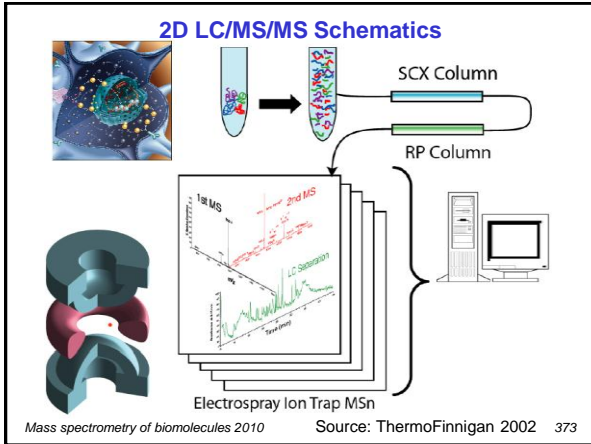 2D LC/MS/MS Schematics
SCX Column
RP Column
1st MS
2nd MS
LC Separation
Time (min)
Electrospray Ion Trap MSn
Mass spectrometry of biomolecules 2010
Source: ThermoFinnigan 2002
373